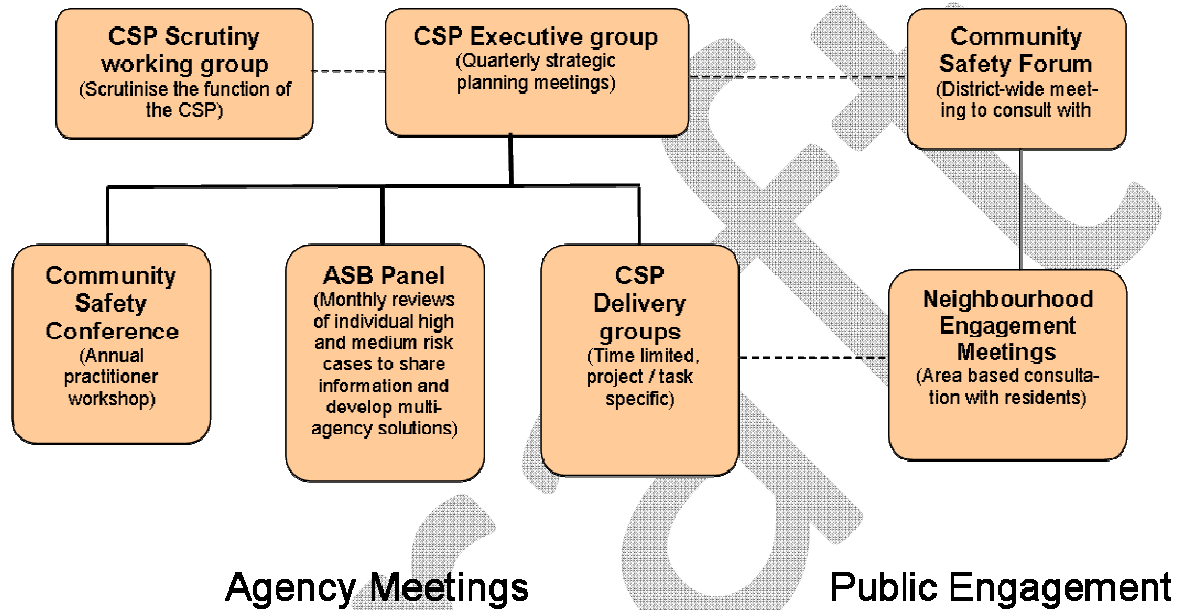 CSP Scrutiny
working group
(Scrutinise the function of
the CSP)
CSP Executive group
(Quarterly strategic
planning meetings)
Community
Safety Forum
(District-wide meet-
ing to consult with
Community
Safety
Conference
(Annual
practitioner
workshop)
ASB Panel
(Monthly reviews
of individual high
and medium risk
cases to share
information and
develop multi-
agency solutions)
CSP
Delivery
groups
(Time limited,
project / task
specific)
Neighbourhood
Engagement
Meetings
(Area based consulta-
tion with residents)
Agency Meetings
Public Engagement